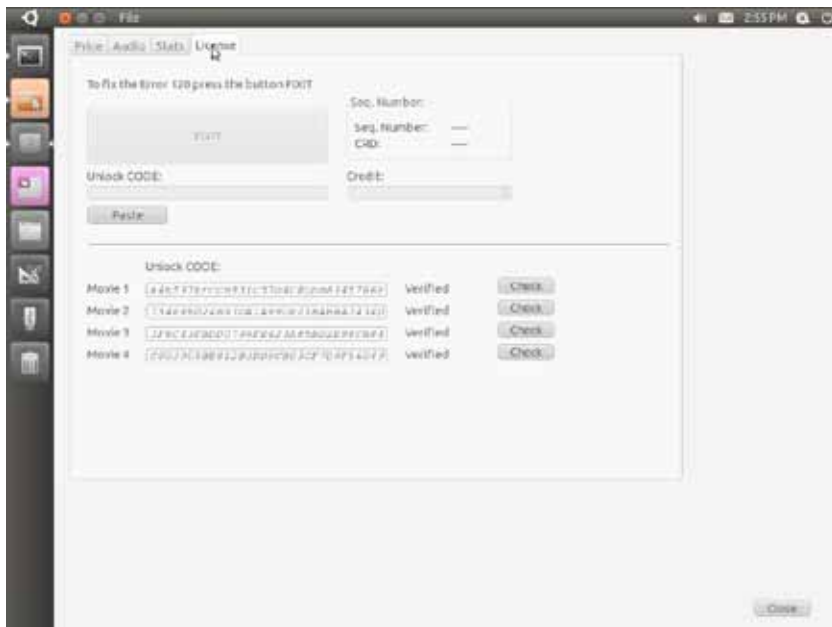 File
2:55 PM
Price Audio Stats License
To fix the Error 120 press the button FIXIT
Seq. Number:
FIXIT
Seq. Number: ----
CRD: ----
Unlock CODE:
Credit:
Paste
Unlock CODE:
Movie 1 Verified Check
Movie 2 Verified Check
Movie 3 Verified Check
Movie 4 Verified Check
Close